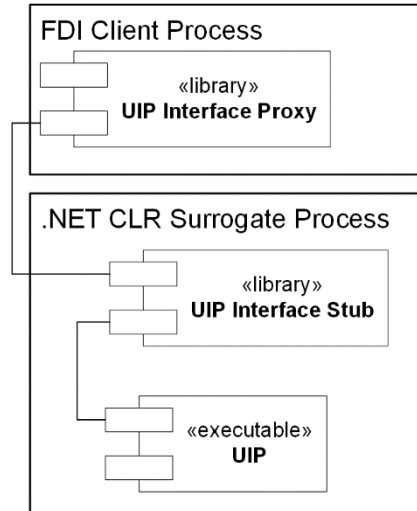 FDI Client Process
«library»
UIP Interface Proxy
.NET CLR Surrogate Process
«library»
UIP Interface Stub
«executable»
UIP